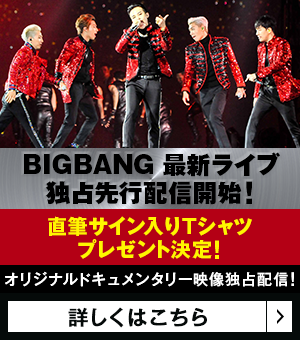 BIGBANG 最新ライブ
独占先行配信開始！
直筆サイン入りTシャツ
プレゼント決定！
オリジナルドキュメンタリー映像独占配信！
詳しくはこちら